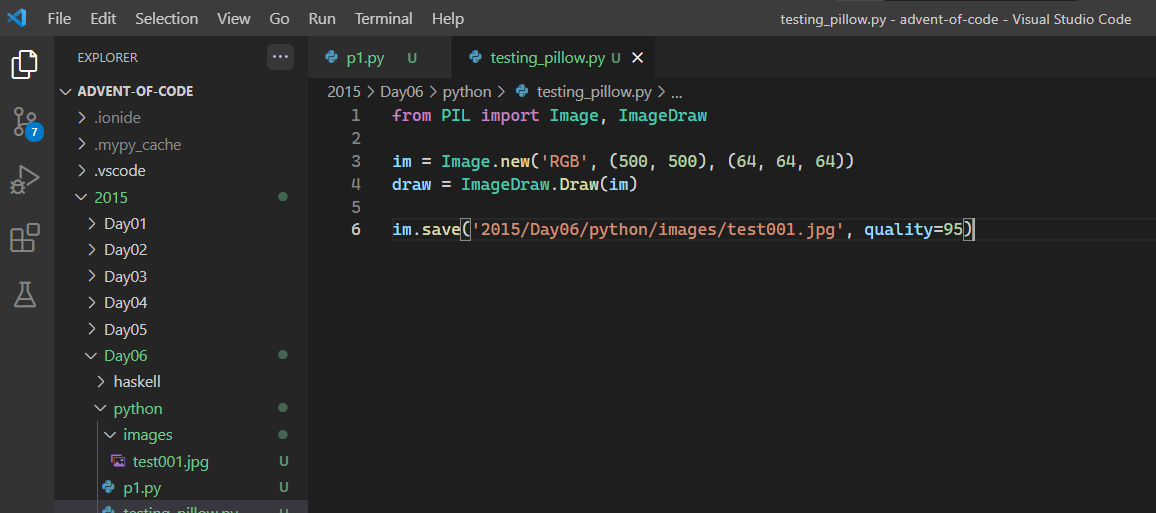 File Edit Selection View Go Run Terminal Help testing_pillow.py - advent-of-code - Visual Studio Code
EXPLORER ...
ADVENT-OF-CODE
.ionide
.mypy_cache
.vscode
2015
Day01
Day02
Day03
Day04
Day05
Day06
haskell
python
images
test001.jpg U
p1.py U
testing_pillow.py U
7
p1.py U testing_pillow.py U
2015 > Day06 > python > testing_pillow.py > ...
1 from PIL import Image, ImageDraw
2
3 im = Image.new('RGB', (500, 500), (64, 64, 64))
4 draw = ImageDraw.Draw(im)
5
6 im.save('2015/Day06/python/images/test001.jpg', quality=95)